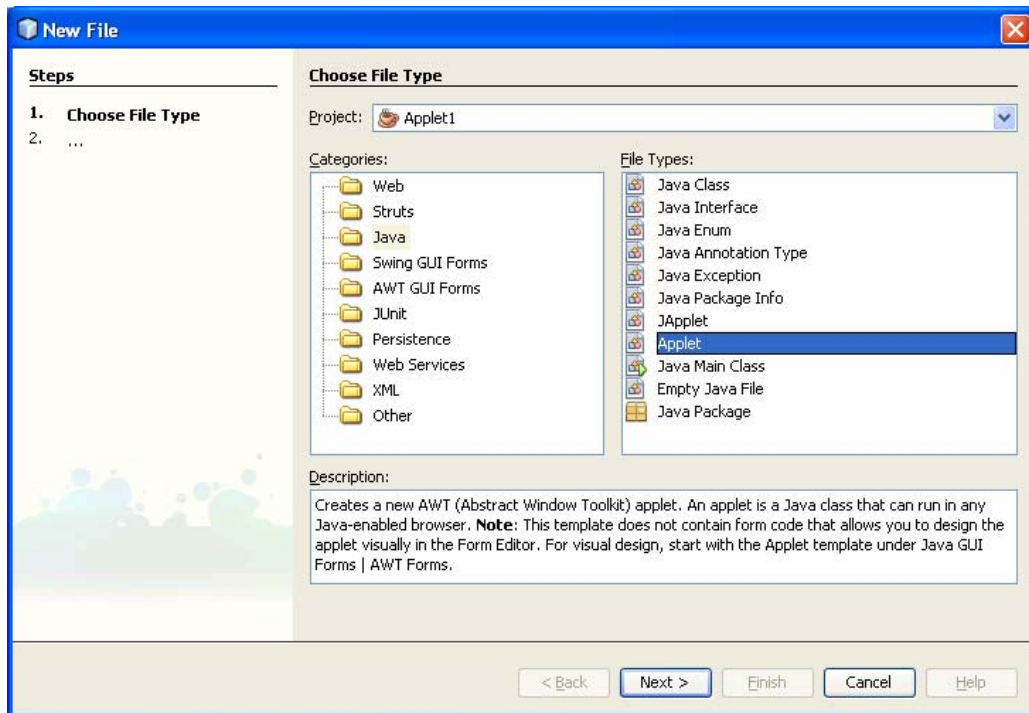 New File
Steps
1. Choose File Type
2. ...
Choose File Type
Project: Applet1
Categories:
Web
Struts
Java
Swing GUI Forms
AWT GUI Forms
JUnit
Persistence
Web Services
XML
Other
File Types:
Java Class
Java Interface
Java Enum
Java Annotation Type
Java Exception
Java Package Info
JApplet
Applet
Java Main Class
Empty Java File
Java Package
Description:
Creates a new AWT (Abstract Window Toolkit) applet. An applet is a Java class that can run in any
Java-enabled browser. Note: This template does not contain form code that allows you to design the
applet visually in the Form Editor. For visual design, start with the Applet template under Java GUI
Forms | AWT Forms.
< Back
Next >
Finish
Cancel
Help